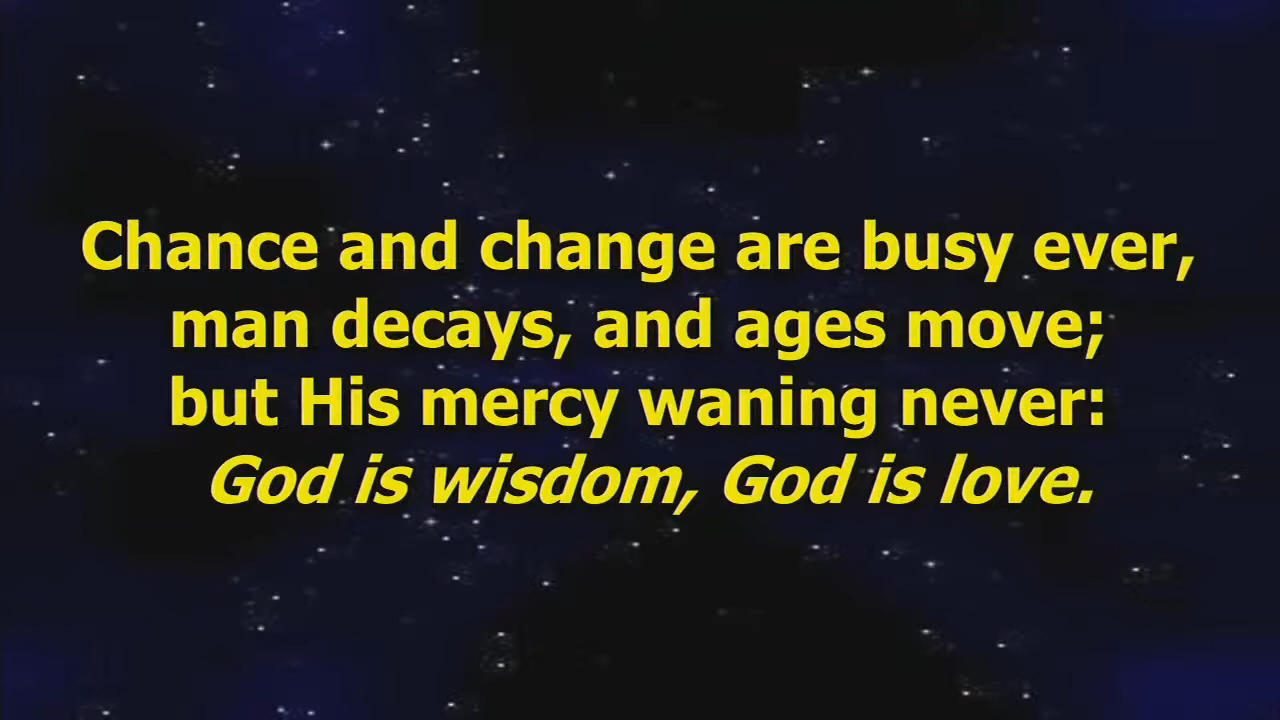 Chance and change are busy ever,
man decays, and ages move;
but His mercy waning never:
God is wisdom, God is love.